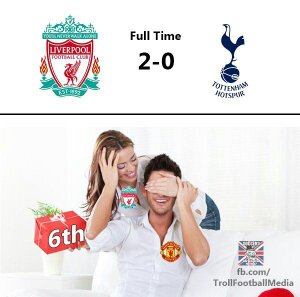 Full Time
2-0
YOU'LL NEVER WALK ALONE
LIVERPOOL
FOOTBALL CLUB
EST·1892
TOTTENHAM
HOTSPUR
6th
fb.com/
TrollFootballMedia